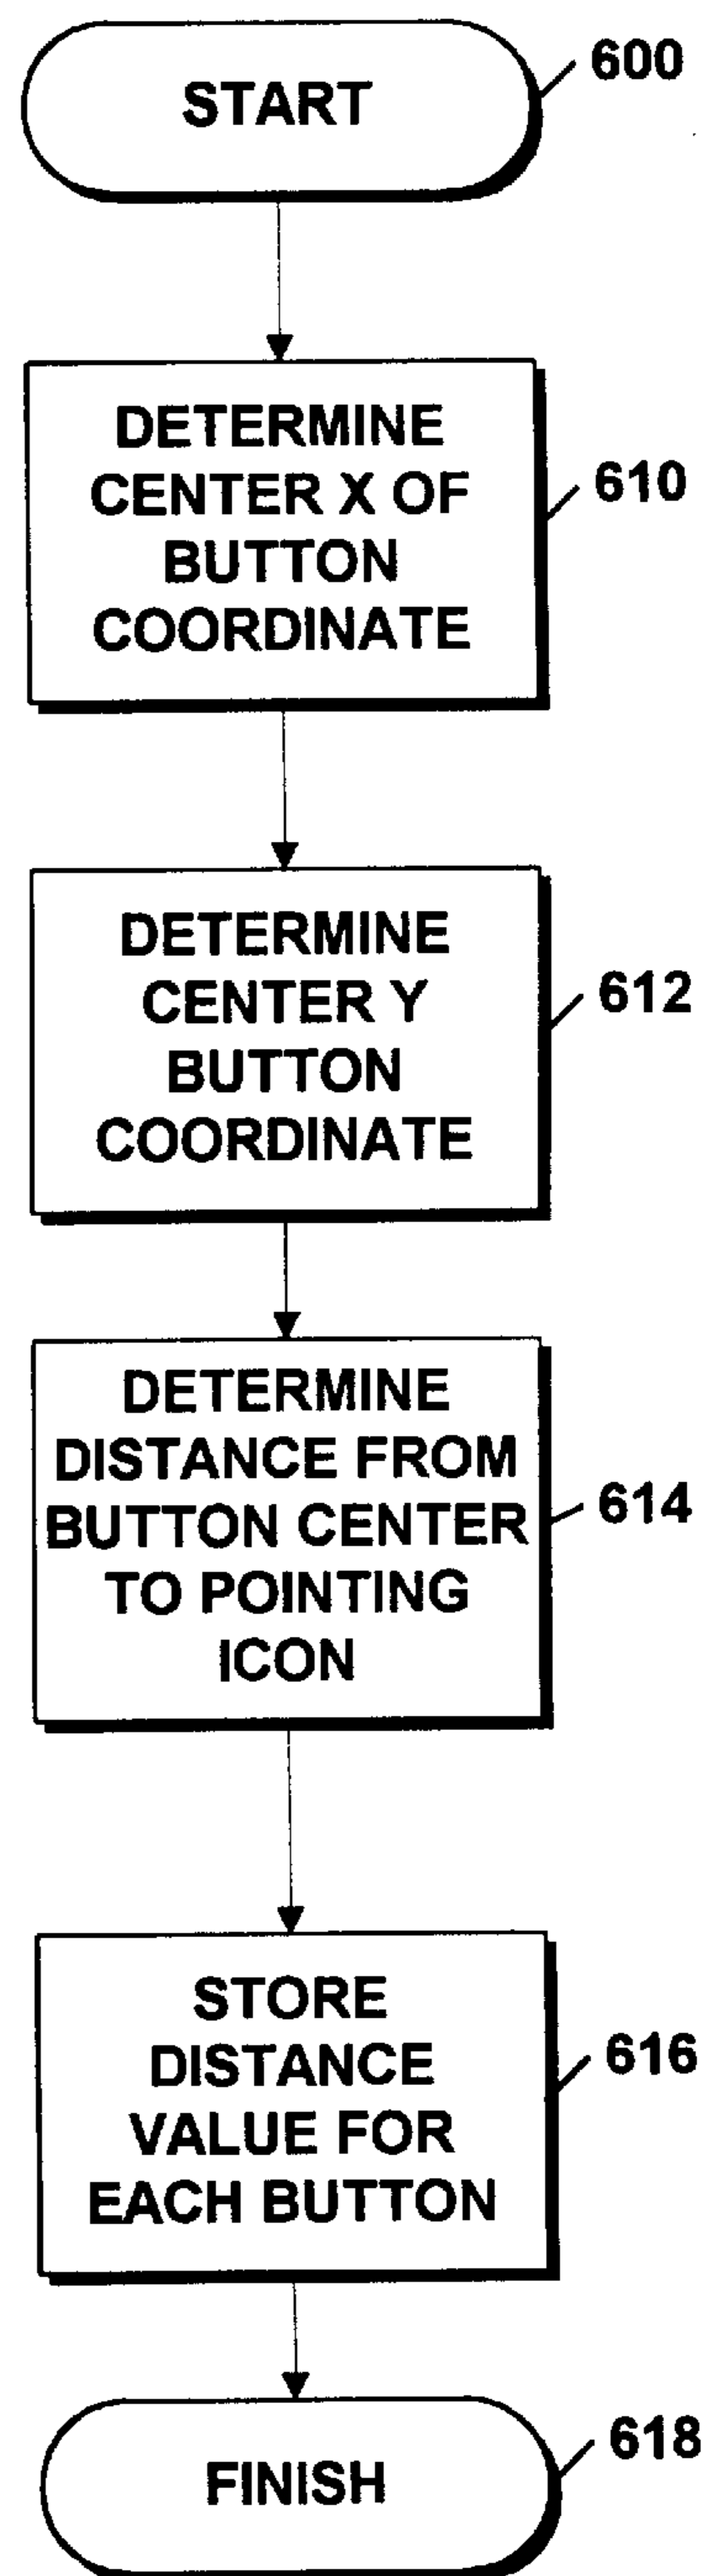 START
600
DETERMINE
CENTER X OF
BUTTON
COORDINATE
610
DETERMINE
CENTER Y
BUTTON
COORDINATE
612
DETERMINE
DISTANCE FROM
BUTTON CENTER
TO POINTING
ICON
614
STORE
DISTANCE
VALUE FOR
EACH BUTTON
616
FINISH
618